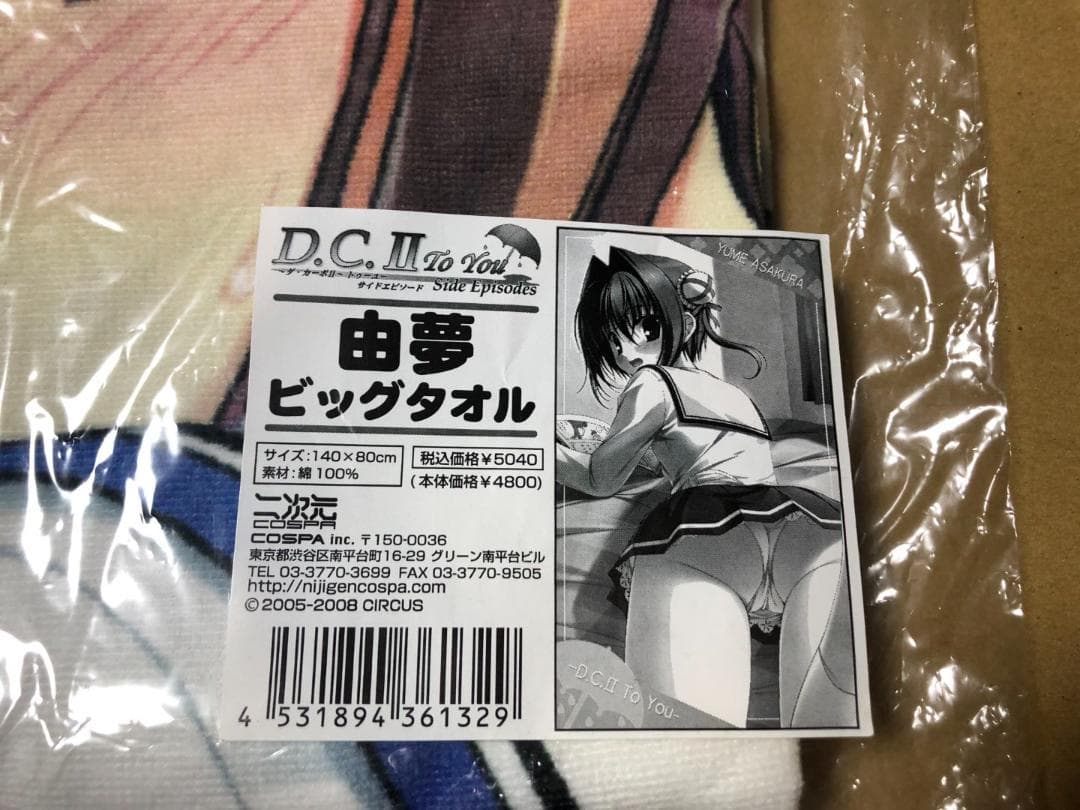 D.C.II To You
～ダ・カーポⅡ～トゥーユー
サイドエピソード Side Episodes
由夢
ビッグタオル
サイズ:140×80cm
素材:綿100%
税込価格¥5040
(本体価格¥4800)
二次元
COSPA
COSPA inc. 〒150-0036
東京都渋谷区南平台町16-29 グリーン南平台ビル
TEL 03-3770-3699 FAX 03-3770-9505
http://nijigencospa.com
©2005-2008 CIRCUS
4 531894 361329
YUME ASAKURA
-D.C.II To You-